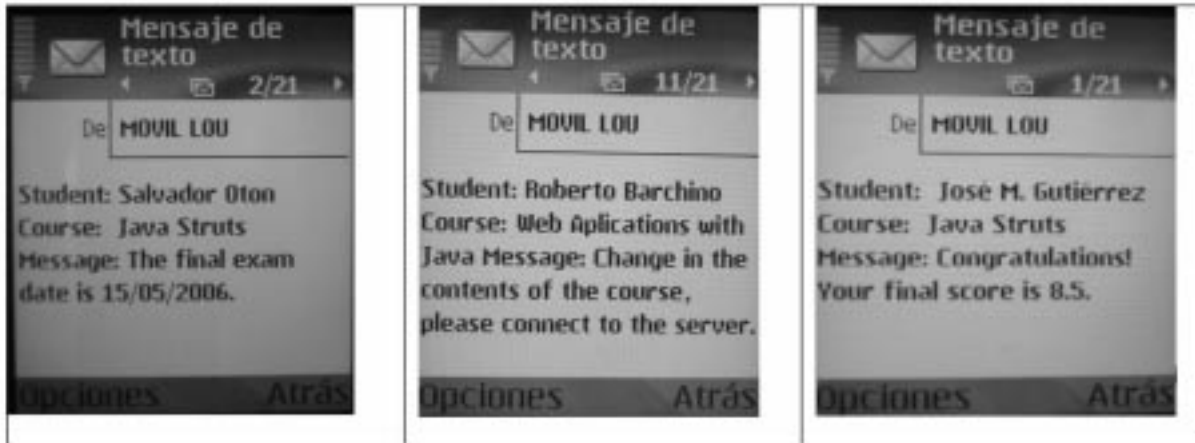 Mensaje de
texto
2/21
De MOVIL LOU
Student: Salvador Oton
Course: Java Struts
Message: The final exam
date is 15/05/2006.
Opciones Atrás
Mensaje de
texto
11/21
De MOVIL LOU
Student: Roberto Barchino
Course: Web Aplications with
Java Message: Change in the
contents of the course,
please connect to the server.
Opciones Atrás
Mensaje de
texto
1/21
De MOVIL LOU
Student: José M. Gutiérrez
Course: Java Struts
Message: Congratulations!
Your final score is 8.5.
Opciones Atrás